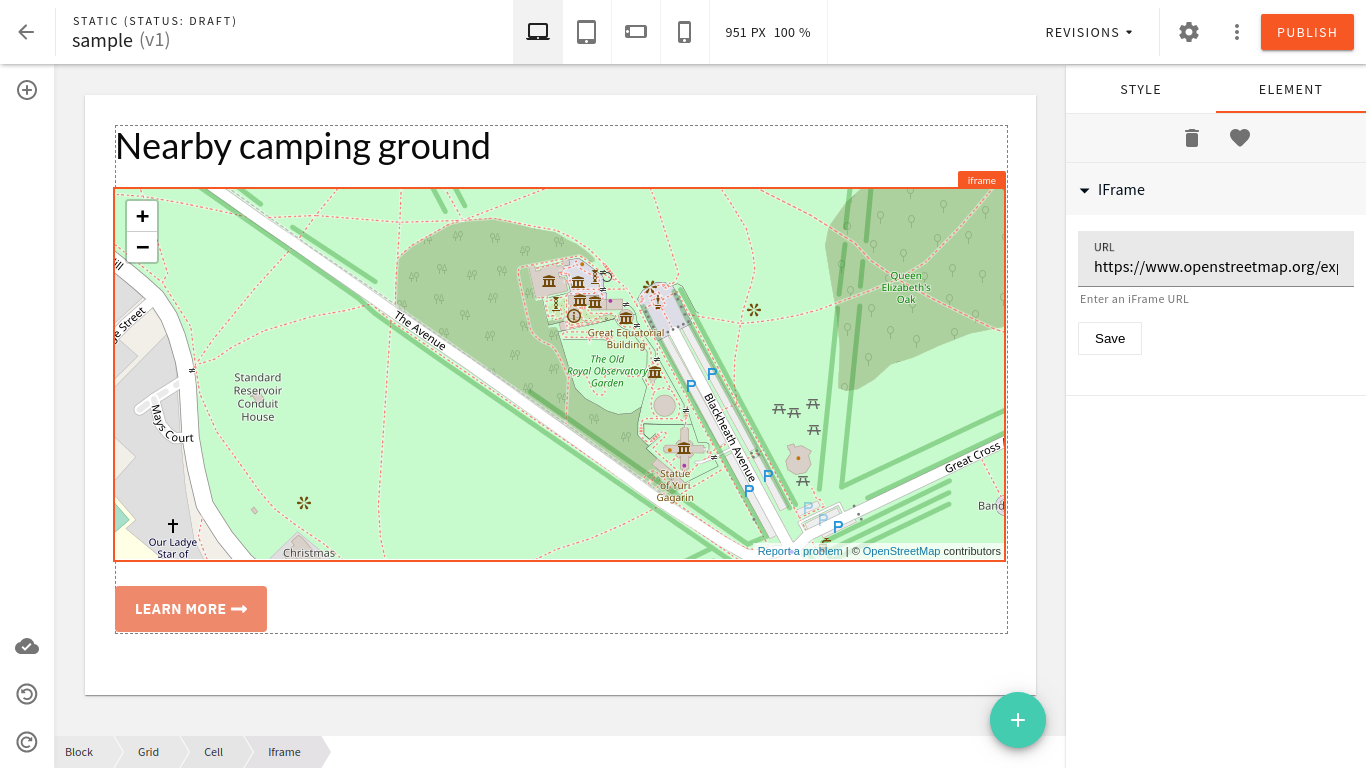 STATIC (STATUS: DRAFT)
sample (v1)
951 PX 100 %
REVISIONS
PUBLISH
STYLE
ELEMENT
IFrame
URL
https://www.openstreetmap.org/ex
Enter an iFrame URL
Save
Nearby camping ground
iframe
+
−
Queen
Elizabeth's
Oak
The Avenue
Great Equatorial
Building
The Old
Royal Observatory
Garden
Standard
Reservoir
Conduit
House
Mays Court
Blackheath Avenue
P
P
P
P
P
P
P
Great Cross
Statue
of Yuri
Gagarin
Our Ladye
Star of
Christmas
Report a problem | © OpenStreetMap contributors
LEARN MORE
+
Block
Grid
Cell
Iframe